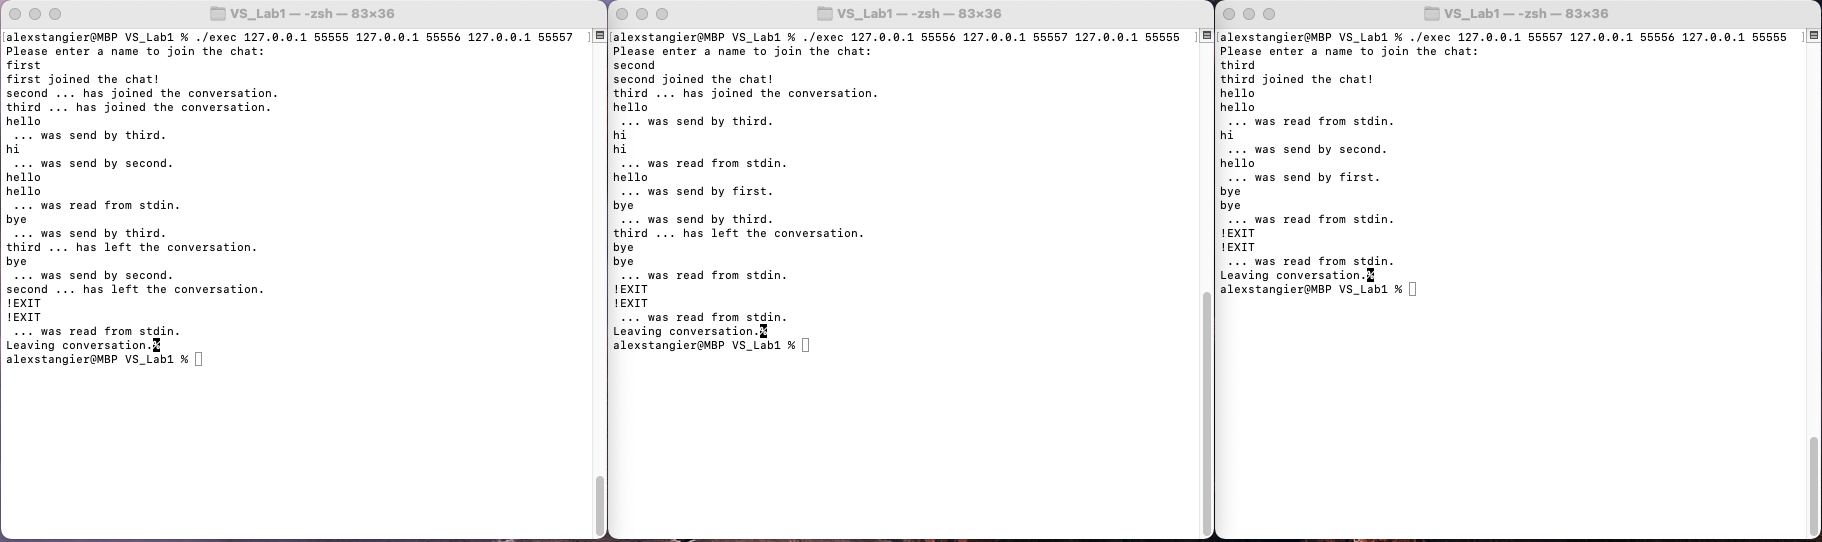 VS_Lab1 — -zsh — 83×36
[alexstangier@MBP VS_Lab1 % ./exec 127.0.0.1 55555 127.0.0.1 55556 127.0.0.1 55557 ]
Please enter a name to join the chat:
first
first joined the chat!
second ... has joined the conversation.
third ... has joined the conversation.
hello
 ... was send by third.
hi
 ... was send by second.
hello
hello
 ... was read from stdin.
bye
 ... was send by third.
third ... has left the conversation.
bye
 ... was send by second.
second ... has left the conversation.
!EXIT
!EXIT
 ... was read from stdin.
Leaving conversation.%
alexstangier@MBP VS_Lab1 %
VS_Lab1 — -zsh — 83×36
[alexstangier@MBP VS_Lab1 % ./exec 127.0.0.1 55556 127.0.0.1 55557 127.0.0.1 55555 ]
Please enter a name to join the chat:
second
second joined the chat!
third ... has joined the conversation.
hello
 ... was send by third.
hi
hi
 ... was read from stdin.
hello
 ... was send by first.
bye
 ... was send by third.
third ... has left the conversation.
bye
bye
 ... was read from stdin.
!EXIT
!EXIT
 ... was read from stdin.
Leaving conversation.%
alexstangier@MBP VS_Lab1 %
VS_Lab1 — -zsh — 83×36
[alexstangier@MBP VS_Lab1 % ./exec 127.0.0.1 55557 127.0.0.1 55556 127.0.0.1 55555 ]
Please enter a name to join the chat:
third
third joined the chat!
hello
hello
 ... was read from stdin.
hi
 ... was send by second.
hello
 ... was send by first.
bye
bye
 ... was read from stdin.
!EXIT
!EXIT
 ... was read from stdin.
Leaving conversation.%
alexstangier@MBP VS_Lab1 %